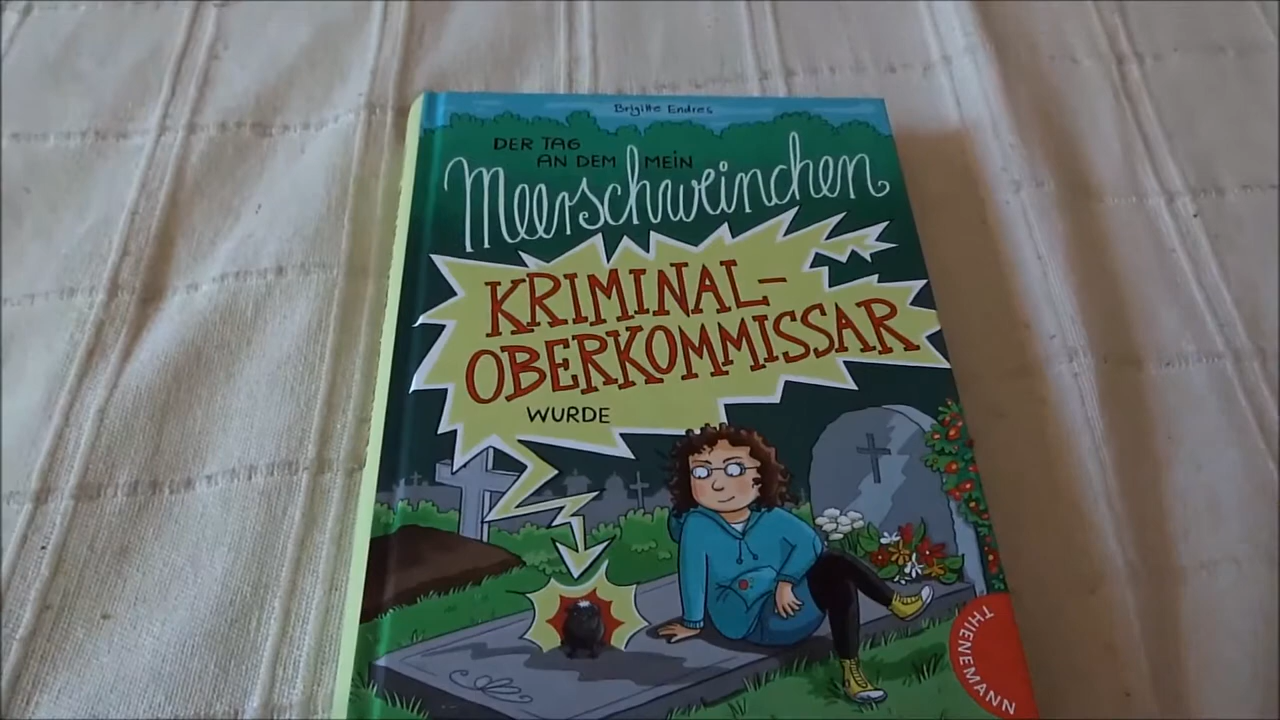 Brigitte Endres
DER TAG
AN DEM MEIN
Meerschweinchen
KRIMINAL-
OBERKOMMISSAR
WURDE
THIENEMANN